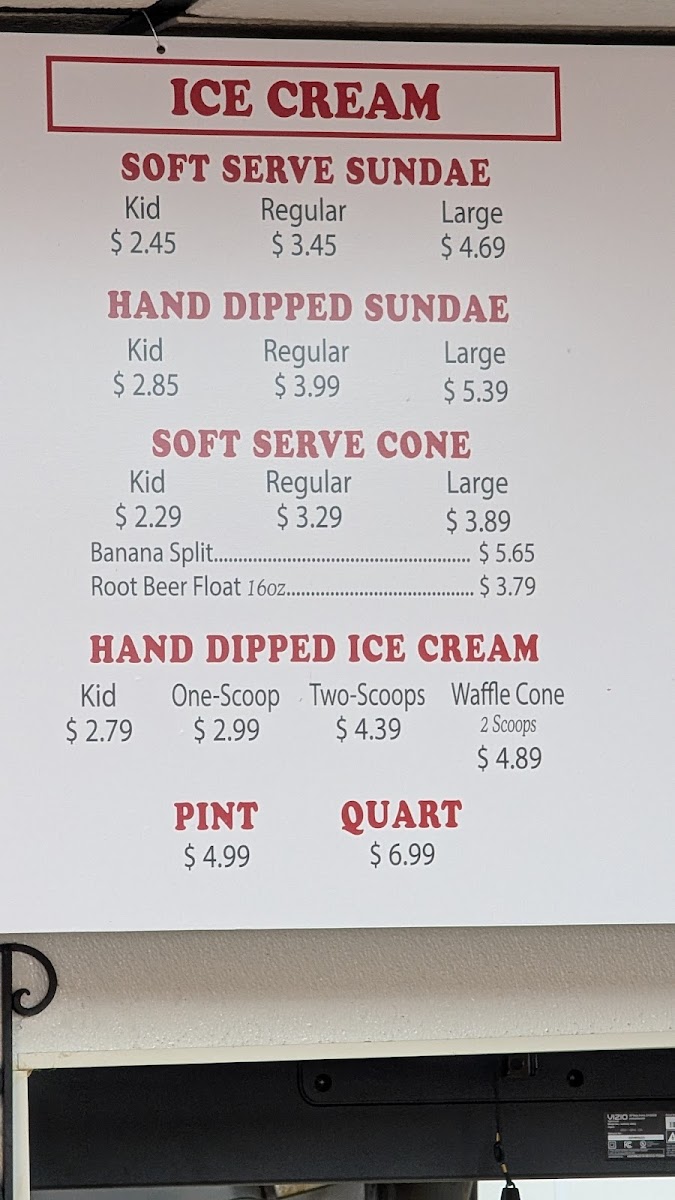 ICE CREAM
SOFT SERVE SUNDAE
Kid Regular Large
$ 2.45 $ 3.45 $ 4.69
HAND DIPPED SUNDAE
Kid Regular Large
$ 2.85 $ 3.99 $ 5.39
SOFT SERVE CONE
Kid Regular Large
$ 2.29 $ 3.29 $ 3.89
Banana Split.................................................. $ 5.65
Root Beer Float 16oz...................................... $ 3.79
HAND DIPPED ICE CREAM
Kid One-Scoop Two-Scoops Waffle Cone
2 Scoops
$ 2.79 $ 2.99 $ 4.39 $ 4.89
PINT QUART
$ 4.99 $ 6.99
VIZIO